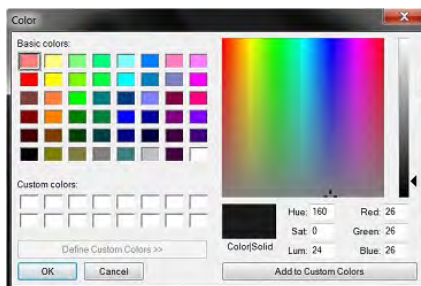 Color
Basic colors:
Custom colors:
Define Custom Colors >>
OK
Cancel
Color|Solid
Hue: 160
Sat: 0
Lum: 24
Red: 26
Green: 26
Blue: 26
Add to Custom Colors